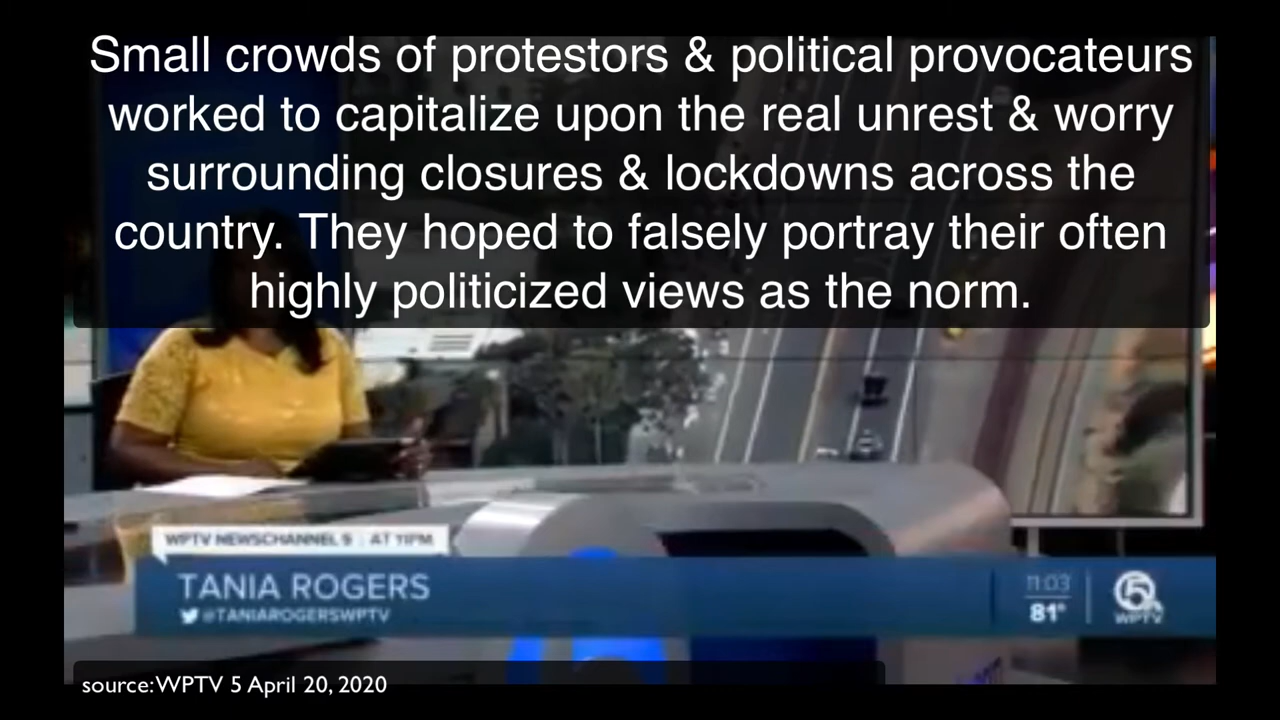 Small crowds of protestors & political provocateurs
worked to capitalize upon the real unrest & worry
surrounding closures & lockdowns across the
country. They hoped to falsely portray their often
highly politicized views as the norm.
WPTV NEWSCHANNEL 5 | AT 11PM
TANIA ROGERS
@TANIAROGERSWPTV
11:03
81°
5
WPTV
source:WPTV 5 April 20, 2020